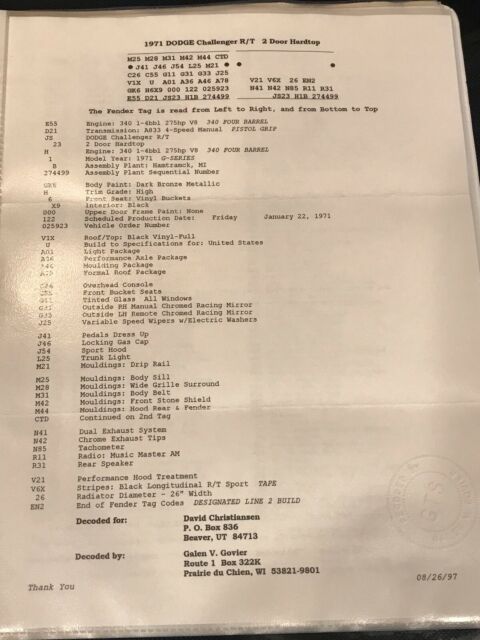 1971 DODGE Challenger R/T 2 Door Hardtop
M25 M28 M31 M42 M44 CTD
J41 J46 J54 L25 M21
C26 C55 G11 G31 G33 J25
V1X U A01 A36 A46 A78 V21 V6X 26 EN2
GK6 H6X9 000 122 025923 N41 N42 N85 R11 R31
E55 D21 JS23 H1B 274499 JS23 H1B 274499
The Fender Tag is read from Left to Right, and from Bottom to Top
E55 Engine: 340 1-4bbl 275hp V8 340 FOUR BARREL
D21 Transmission: A833 4-Speed Manual PISTOL GRIP
JS DODGE Challenger R/T
23 2 Door Hardtop
H Engine: 340 1-4bbl 275hp V8 340 FOUR BARREL
1 Model Year: 1971 G-SERIES
B Assembly Plant: Hamtramck, MI
274499 Assembly Plant Sequential Number
GK6 Body Paint: Dark Bronze Metallic
H Trim Grade: High
6 Front Seat: Vinyl Buckets
X9 Interior: Black
000 Upper Door Frame Paint: None
122 Scheduled Production Date: Friday January 22, 1971
025923 Vehicle Order Number
V1X Roof/Top: Black Vinyl-Full
U Build to Specifications for: United States
A01 Light Package
A36 Performance Axle Package
A46 Moulding Package
A78 Formal Roof Package
C26 Overhead Console
C55 Front Bucket Seats
G11 Tinted Glass All Windows
G31 Outside RH Manual Chromed Racing Mirror
G33 Outside LH Remote Chromed Racing Mirror
J25 Variable Speed Wipers w/Electric Washers
J41 Pedals Dress Up
J46 Locking Gas Cap
J54 Sport Hood
L25 Trunk Light
M21 Mouldings: Drip Rail
M25 Mouldings: Body Sill
M28 Mouldings: Wide Grille Surround
M31 Mouldings: Body Belt
M42 Mouldings: Front Stone Shield
M44 Mouldings: Hood Rear & Fender
CTD Continued on 2nd Tag
N41 Dual Exhaust System
N42 Chrome Exhaust Tips
N85 Tachometer
R11 Radio: Music Master AM
R31 Rear Speaker
V21 Performance Hood Treatment
V6X Stripes: Black Longitudinal R/T Sport TAPE
26 Radiator Diameter - 26" Width
EN2 End of Fender Tag Codes DESIGNATED LINE 2 BUILD
Decoded for: David Christiansen
P. O. Box 836
Beaver, UT 84713
Decoded by: Galen V. Govier
Route 1 Box 322K
Prairie du Chien, WI 53821-9801
Thank You
08/26/97